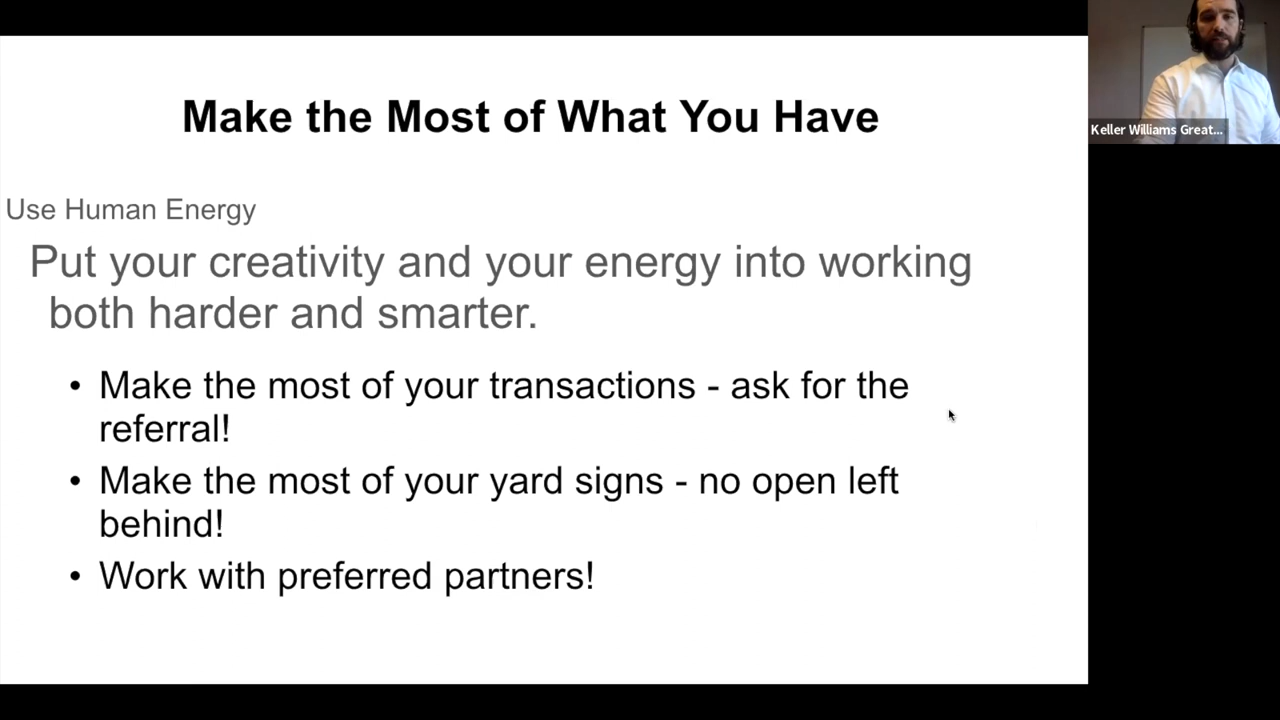 Make the Most of What You Have
Keller Williams Great...
Use Human Energy
Put your creativity and your energy into working
both harder and smarter.
• Make the most of your transactions - ask for the
referral!
• Make the most of your yard signs - no open left
behind!
• Work with preferred partners!